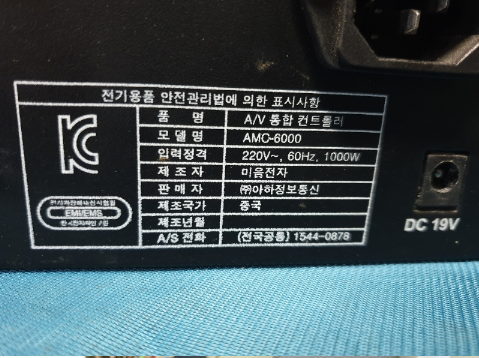 전기용품 안전관리법에 의한 표시사항
품 명 A/V 통합 컨트롤러
모 델 명 AMC-6000
입력정격 220V~, 60Hz, 1000W
제 조 자 미음전자
판 매 자 ㈜아하정보통신
제조국가 중국
제조년월
A/S 전화 (전국공통) 1544-0878
KC
EMI/EMS
DC 19V